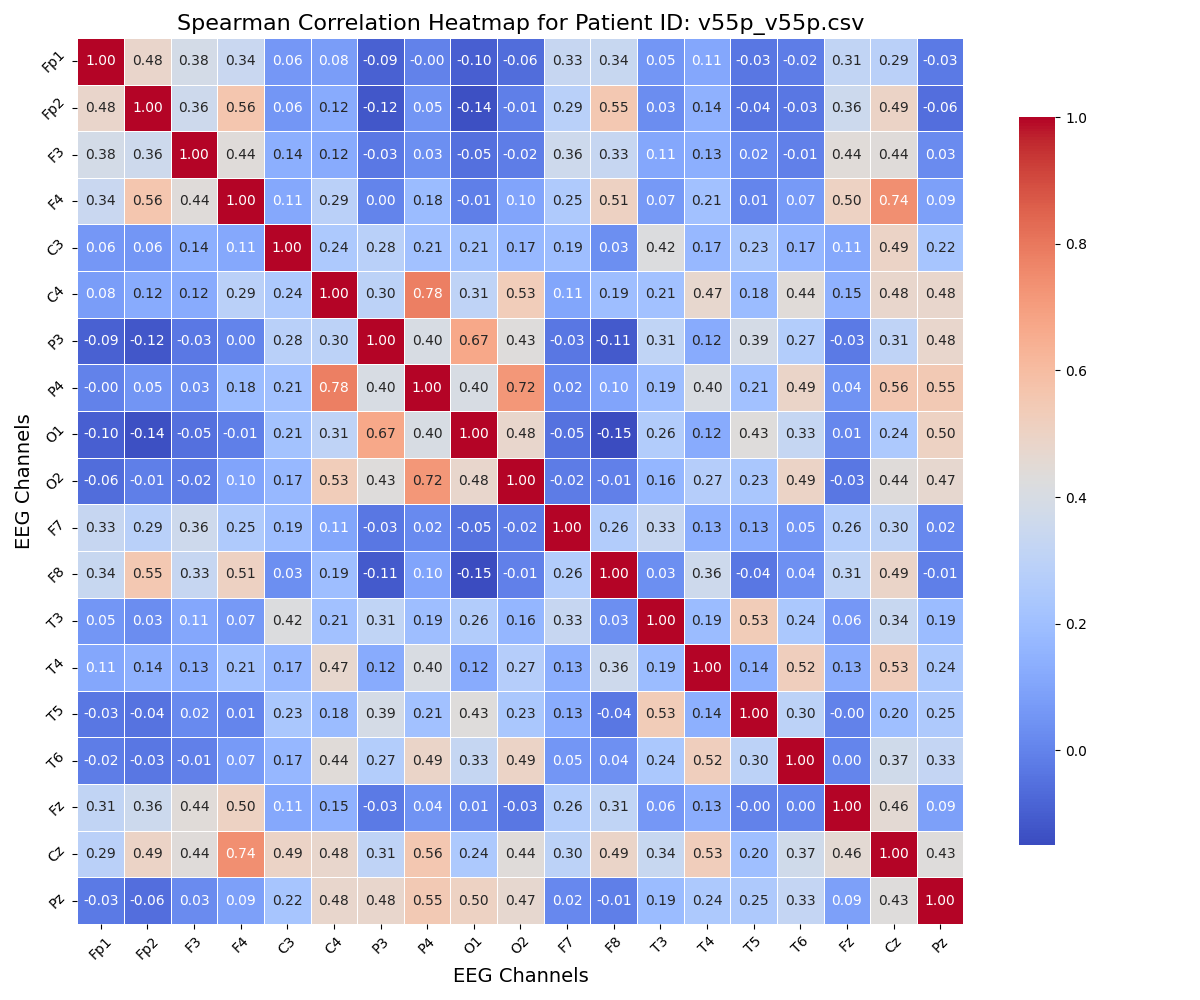 Spearman Correlation Heatmap for Patient ID: v55p_v55p.csv
Fp1 1.00 0.48 0.38 0.34 0.06 0.08 -0.09 -0.00 -0.10 -0.06 0.33 0.34 0.05 0.11 -0.03 -0.02 0.31 0.29 -0.03
Fp2 0.48 1.00 0.36 0.56 0.06 0.12 -0.12 0.05 -0.14 -0.01 0.29 0.55 0.03 0.14 -0.04 -0.03 0.36 0.49 -0.06
F3 0.38 0.36 1.00 0.44 0.14 0.12 -0.03 0.03 -0.05 -0.02 0.36 0.33 0.11 0.13 0.02 -0.01 0.44 0.44 0.03
F4 0.34 0.56 0.44 1.00 0.11 0.29 0.00 0.18 -0.01 0.10 0.25 0.51 0.07 0.21 0.01 0.07 0.50 0.74 0.09
C3 0.06 0.06 0.14 0.11 1.00 0.24 0.28 0.21 0.21 0.17 0.19 0.03 0.42 0.17 0.23 0.17 0.11 0.49 0.22
C4 0.08 0.12 0.12 0.29 0.24 1.00 0.30 0.78 0.31 0.53 0.11 0.19 0.21 0.47 0.18 0.44 0.15 0.48 0.48
P3 -0.09 -0.12 -0.03 0.00 0.28 0.30 1.00 0.40 0.67 0.43 -0.03 -0.11 0.31 0.12 0.39 0.27 -0.03 0.31 0.48
P4 -0.00 0.05 0.03 0.18 0.21 0.78 0.40 1.00 0.40 0.72 0.02 0.10 0.19 0.40 0.21 0.49 0.04 0.56 0.55
O1 -0.10 -0.14 -0.05 -0.01 0.21 0.31 0.67 0.40 1.00 0.48 -0.05 -0.15 0.26 0.12 0.43 0.33 0.01 0.24 0.50
O2 -0.06 -0.01 -0.02 0.10 0.17 0.53 0.43 0.72 0.48 1.00 -0.02 -0.01 0.16 0.27 0.23 0.49 -0.03 0.44 0.47
F7 0.33 0.29 0.36 0.25 0.19 0.11 -0.03 0.02 -0.05 -0.02 1.00 0.26 0.33 0.13 0.13 0.05 0.26 0.30 0.02
F8 0.34 0.55 0.33 0.51 0.03 0.19 -0.11 0.10 -0.15 -0.01 0.26 1.00 0.03 0.36 -0.04 0.04 0.31 0.49 -0.01
T3 0.05 0.03 0.11 0.07 0.42 0.21 0.31 0.19 0.26 0.16 0.33 0.03 1.00 0.19 0.53 0.24 0.06 0.34 0.19
T4 0.11 0.14 0.13 0.21 0.17 0.47 0.12 0.40 0.12 0.27 0.13 0.36 0.19 1.00 0.14 0.52 0.13 0.53 0.24
T5 -0.03 -0.04 0.02 0.01 0.23 0.18 0.39 0.21 0.43 0.23 0.13 -0.04 0.53 0.14 1.00 0.30 -0.00 0.20 0.25
T6 -0.02 -0.03 -0.01 0.07 0.17 0.44 0.27 0.49 0.33 0.49 0.05 0.04 0.24 0.52 0.30 1.00 0.00 0.37 0.33
Fz 0.31 0.36 0.44 0.50 0.11 0.15 -0.03 0.04 0.01 -0.03 0.26 0.31 0.06 0.13 -0.00 0.00 1.00 0.46 0.09
Cz 0.29 0.49 0.44 0.74 0.49 0.48 0.31 0.56 0.24 0.44 0.30 0.49 0.34 0.53 0.20 0.37 0.46 1.00 0.43
Pz -0.03 -0.06 0.03 0.09 0.22 0.48 0.48 0.55 0.50 0.47 0.02 -0.01 0.19 0.24 0.25 0.33 0.09 0.43 1.00
Fp1 Fp2 F3 F4 C3 C4 P3 P4 O1 O2 F7 F8 T3 T4 T5 T6 Fz Cz Pz
EEG Channels
EEG Channels
1.0
0.8
0.6
0.4
0.2
0.0